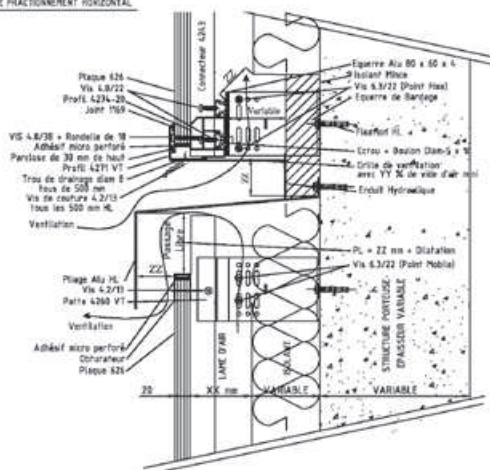 E FRACTIONNEMENT HORIZONTAL
Plaque 626
Vis 4.8/22
Profil 4234-20
Joint 1169
VIS 4.8/38 + Rondelle de 18
Adhésif micro perforé
Parclose de 30 mm de haut
Profil 4271 VT
Trou de drainage diam 8
tous de 500 mm
Vis de couture 4.2/13
tous les 500 mm HL
Ventilation
Connecteur 4243
Variable
ZZ
Equerre Alu 80 x 60 x 4
Isolant Mince
Vis 6.3/22 (Point Fixe)
Equerre de Bardage
Fixation HL
Ecrou + Boulon Diam
Grille de ventilation
avec YY % de vide d'air mini
Enduit Hydraulique
Passage
Libre
ZZ
Pliage Alu HL
Vis 4.2/13
Patte 4260 VT
Ventilation
Adhésif micro perforé
Obturateur
Plaque 626
PL = ZZ mm + Dilatation
Vis 6.3/22 (Point Mobile)
LAME D'AIR
ISOLANT
STRUCTURE PORTEUSE
EPAISSEUR VARIABLE
20
XX mm
VARIABLE
VARIABLE